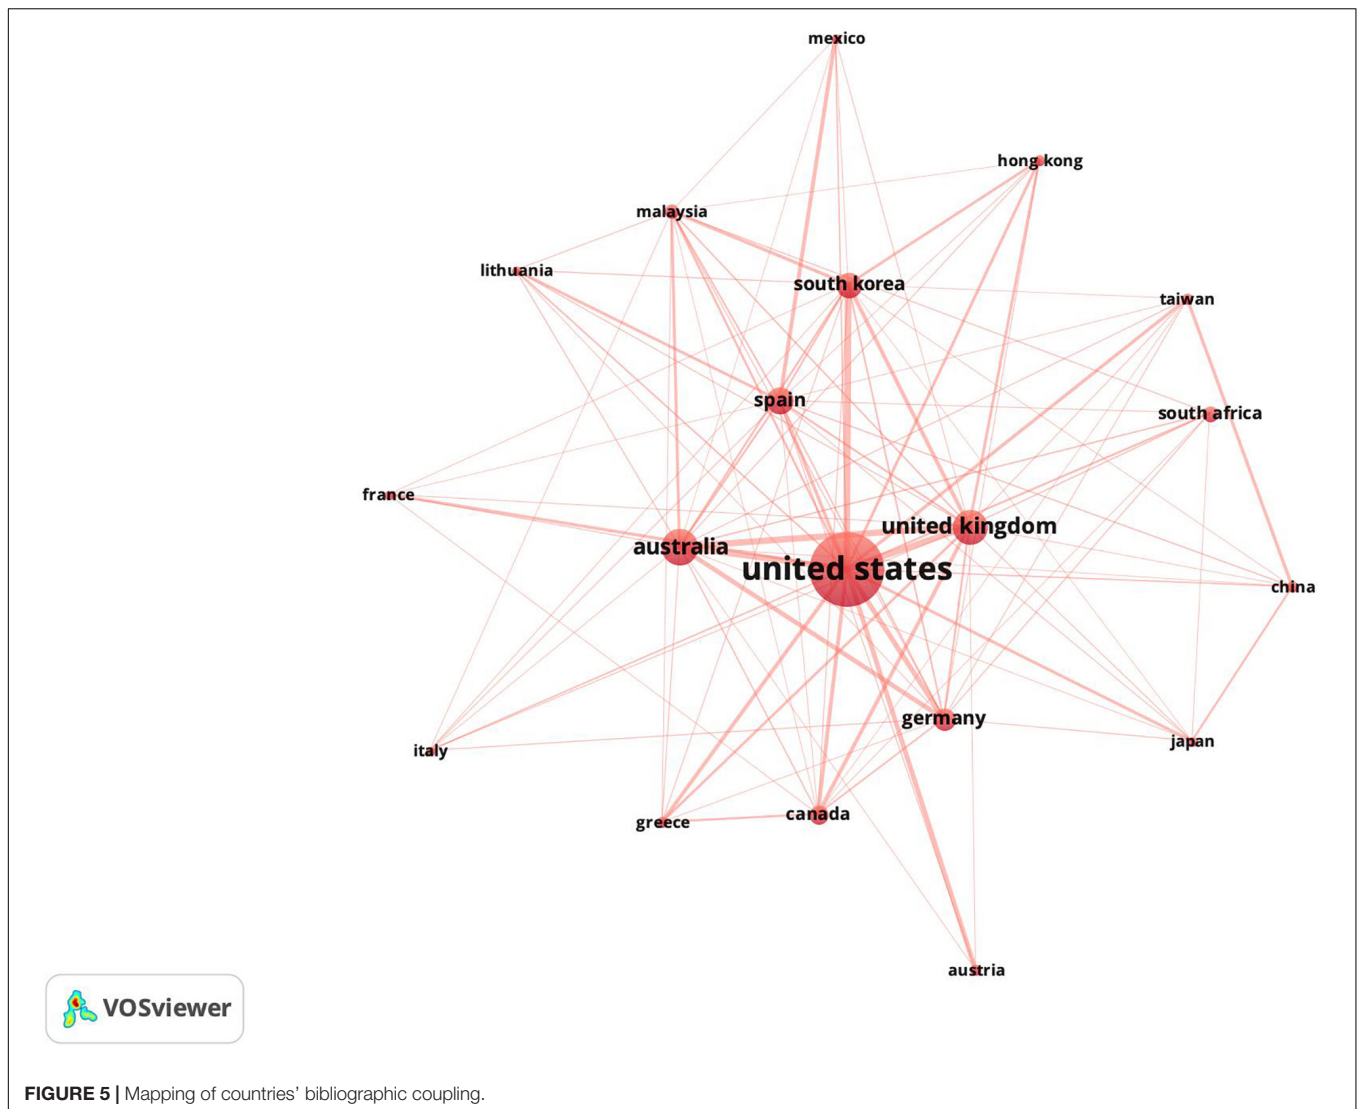 mexico
hong kong
malaysia
lithuania
south korea
taiwan
spain
south africa
france
united kingdom
australia
united states
china
germany
japan
italy
canada
greece
austria
VOSviewer
FIGURE 5 | Mapping of countries’ bibliographic coupling.